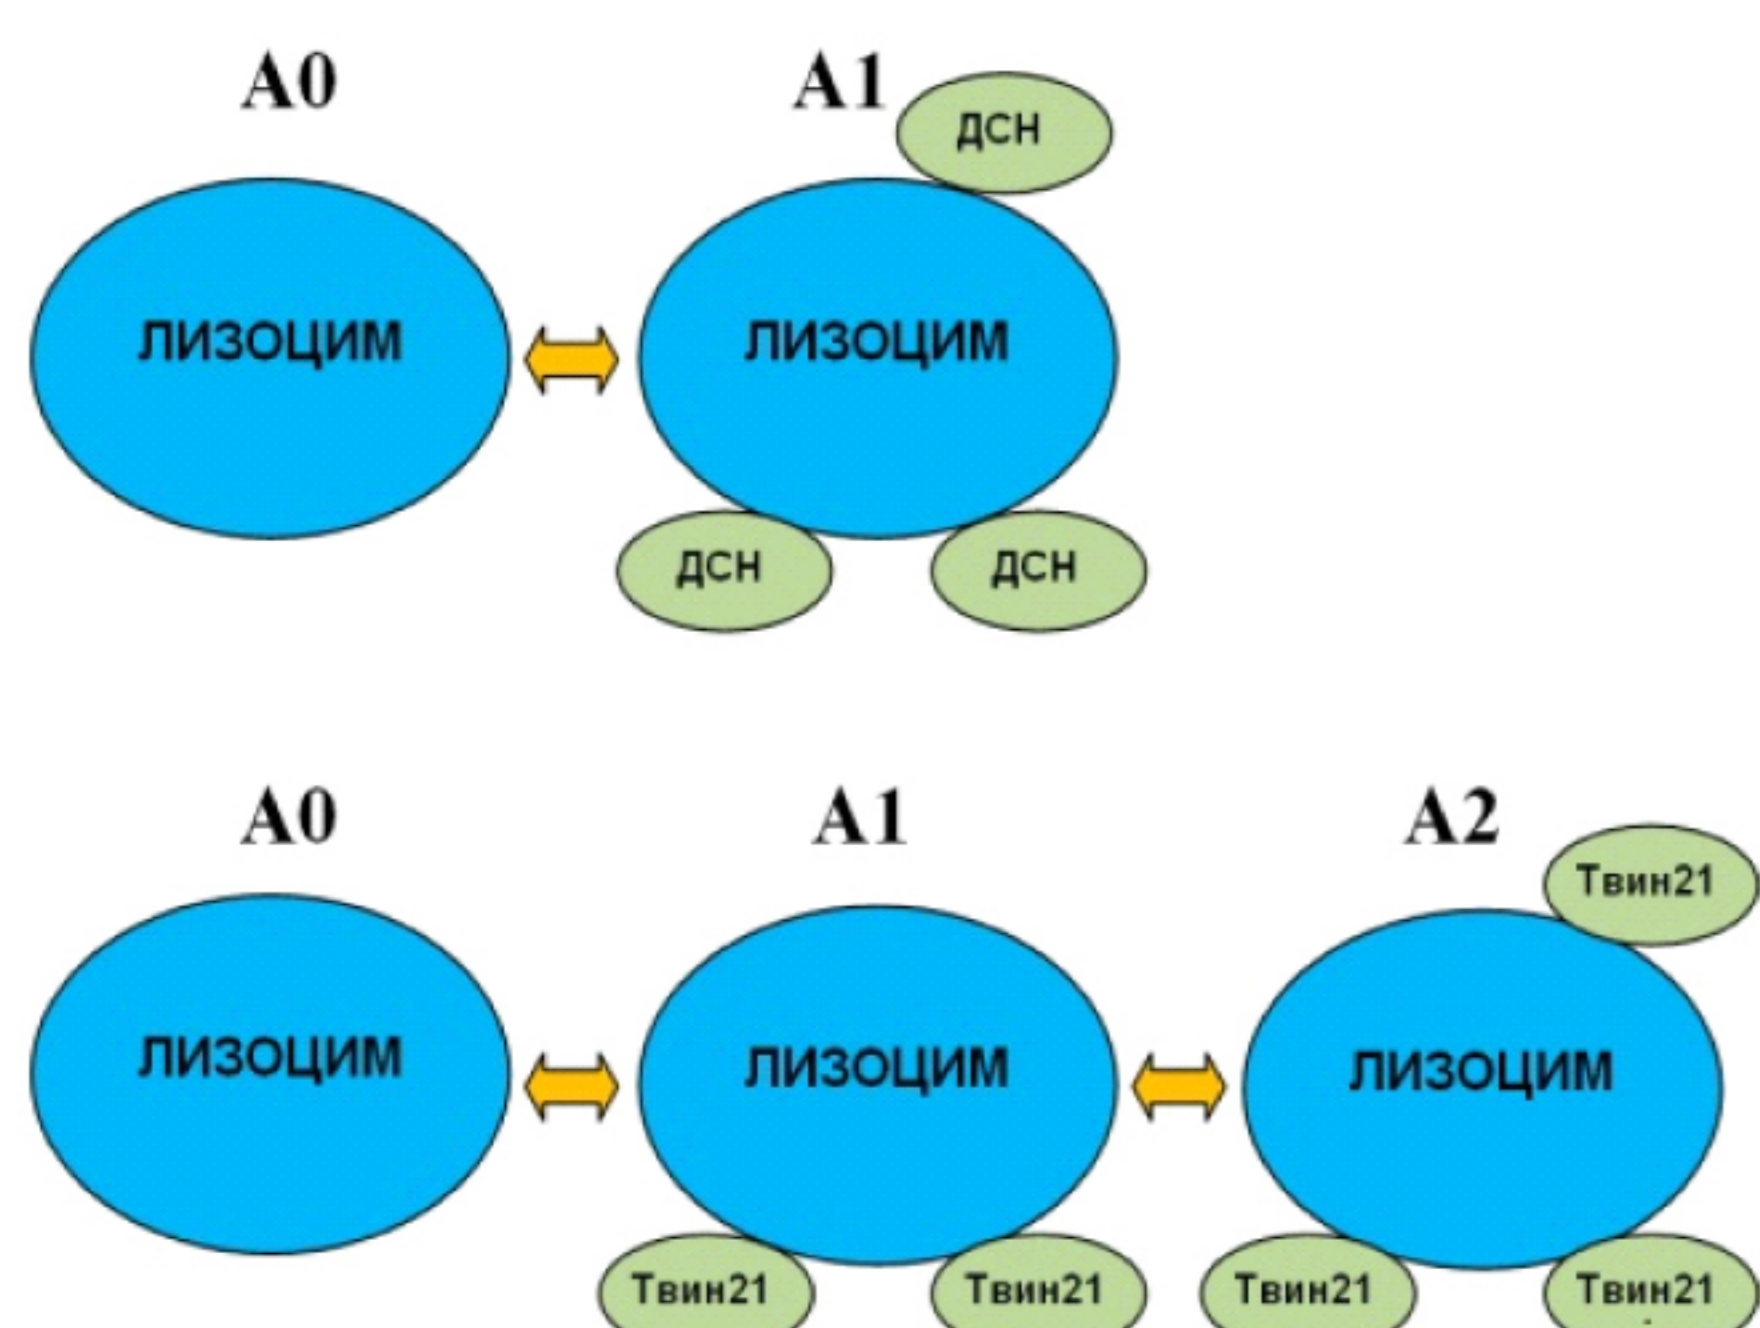 А0 А1
ДСН
ЛИЗОЦИМ ЛИЗОЦИМ
ДСН ДСН
А0 А1 А2
Твин21
ЛИЗОЦИМ ЛИЗОЦИМ ЛИЗОЦИМ
Твин21 Твин21 Твин21 Твин21